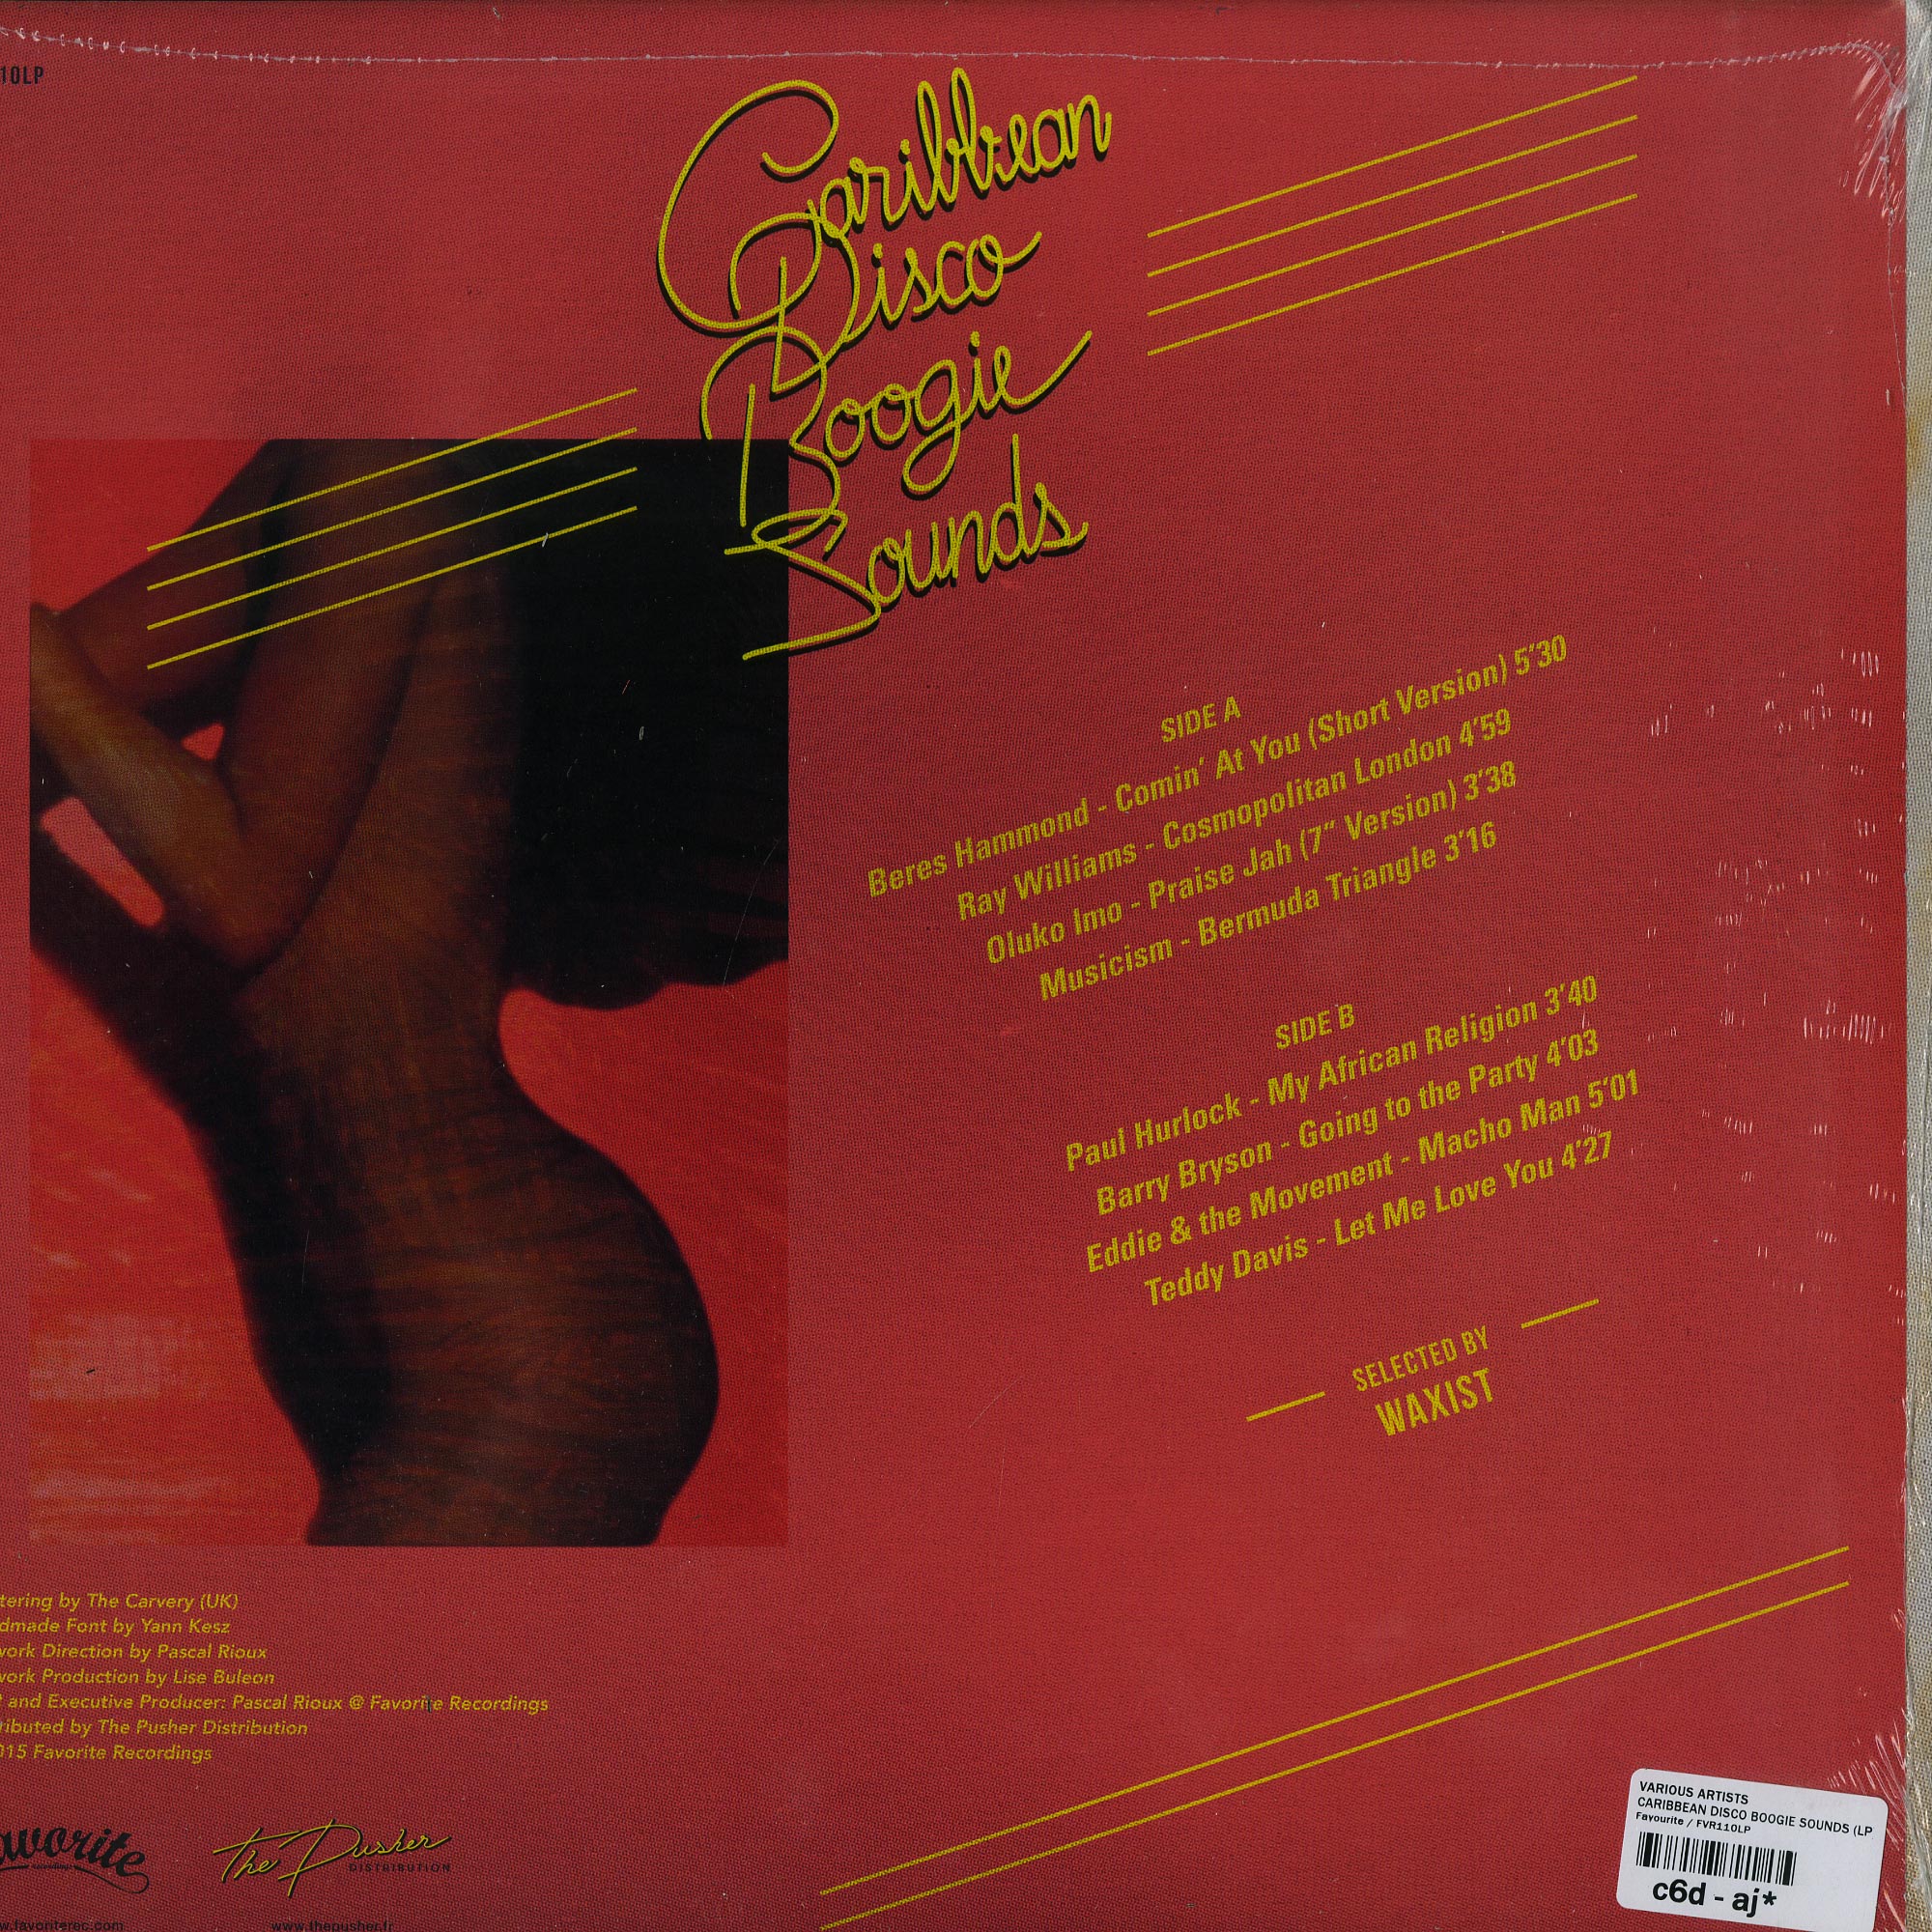 10LP
Caribbean
Disco
Boogie
Sounds
SIDE A
Beres Hammond - Comin' At You (Short Version) 5'30
Ray Williams - Cosmopolitan London 4'59
Oluko Imo - Praise Jah (7" Version) 3'38
Musicism - Bermuda Triangle 3'16
SIDE B
Paul Hurlock - My African Religion 3'40
Barry Bryson - Going to the Party 4'03
Eddie & the Movement - Macho Man 5'01
Teddy Davis - Let Me Love You 4'27
SELECTED BY
WAXIST
tering by The Carvery (UK)
dmade Font by Yann Kesz
work Direction by Pascal Rioux
work Production by Lise Buleon
and Executive Producer: Pascal Rioux @ Favorite Recordings
ributed by The Pusher Distribution
015 Favorite Recordings
avorite
recordings
The Pusher
DISTRIBUTION
w.favoriterec.com
www.thepusher.fr
VARIOUS ARTISTS
CARIBBEAN DISCO BOOGIE SOUNDS (LP
Favourite / FVR110LP
c6d - aj*